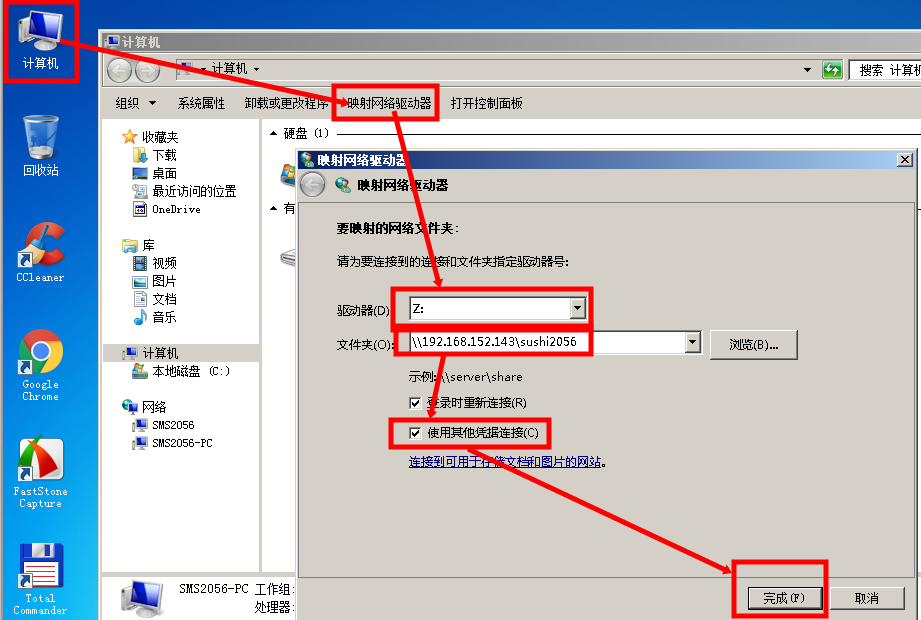 计算机
回收站
CCleaner
Google
Chrome
FastStone
Capture
Total
Commander
计算机
计算机
搜索 计算机
组织
系统属性
卸载或更改程序
映射网络驱动器
打开控制面板
收藏夹
下载
桌面
最近访问的位置
OneDrive
库
视频
图片
文档
音乐
计算机
本地磁盘 (C:)
网络
SMS2056
SMS2056-PC
硬盘 (1)
有
映射网络驱动器
映射网络驱动器
要映射的网络文件夹:
请为要连接到的连接和文件夹指定驱动器号:
驱动器(D)
Z:
文件夹(O):
\\192.168.152.143\sushi2056
浏览(B)...
示例:\\server\share
登录时重新连接(R)
使用其他凭据连接(C)
连接到可用于存储文档和图片的网站。
完成(F)
取消
SMS2056-PC 工作组:
处理器: